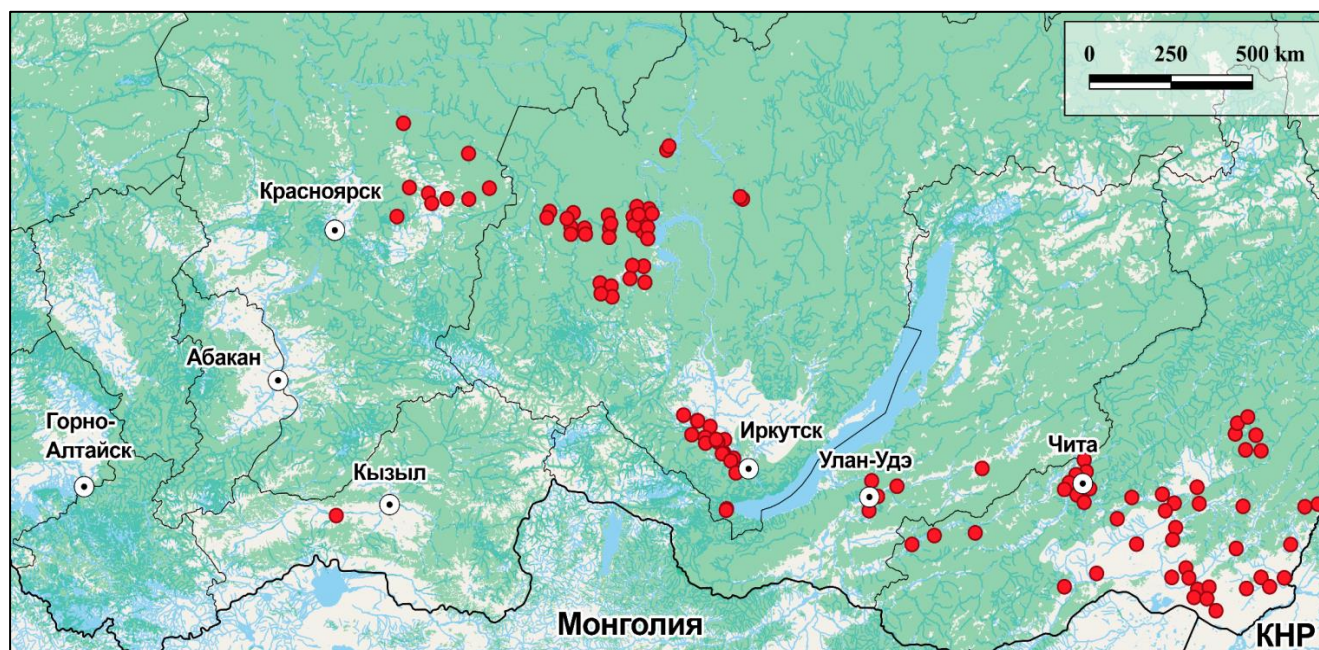 0 250 500 km
Красноярск
Абакан
Горно-
Алтайск
Кызыл
Иркутск
Улан-Удэ
Чита
Монголия
КНР